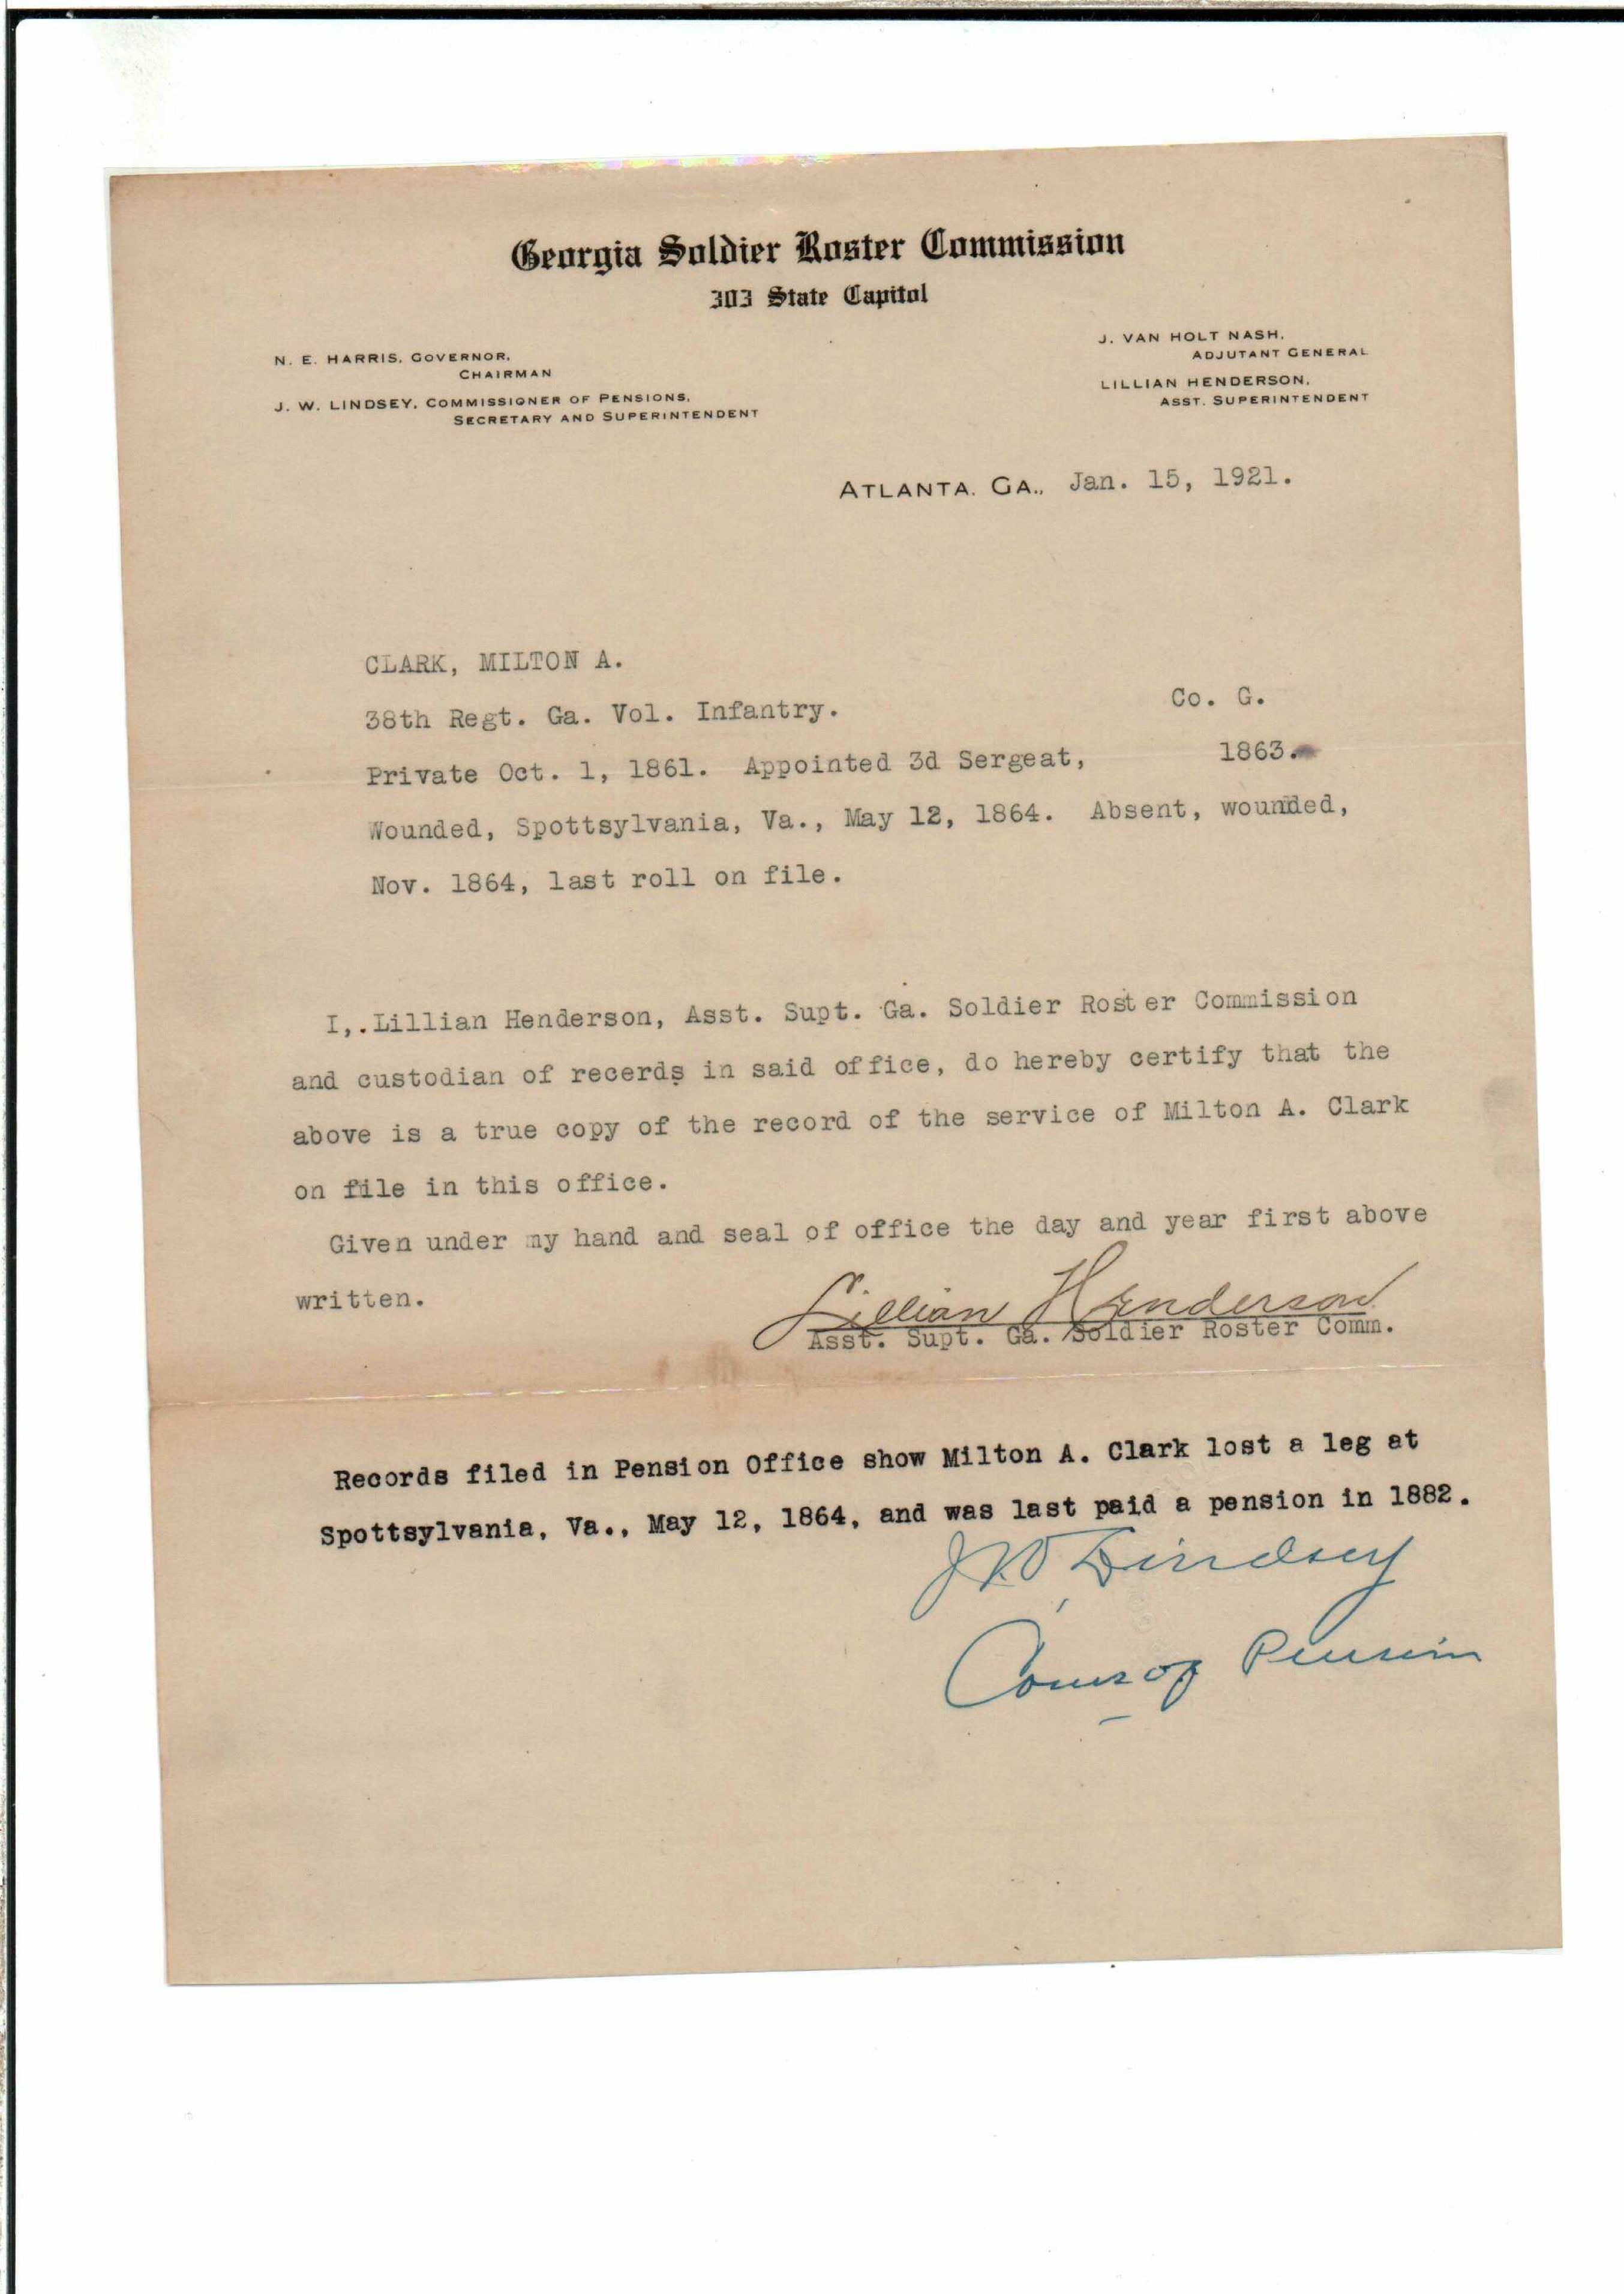 Georgia Soldier Roster Commission
303 State Capitol
N. E. HARRIS, GOVERNOR,
CHAIRMAN
J. W. LINDSEY, COMMISSIONER OF PENSIONS,
SECRETARY AND SUPERINTENDENT
J. VAN HOLT NASH,
ADJUTANT GENERAL
LILLIAN HENDERSON,
ASST. SUPERINTENDENT
ATLANTA, GA., Jan. 15, 1921.
CLARK, MILTON A.
38th Regt. Ga. Vol. Infantry. Co. G.
Private Oct. 1, 1861. Appointed 3d Sergeat, 1863.
Wounded, Spottsylvania, Va., May 12, 1864. Absent, wounded,
Nov. 1864, last roll on file.
I,.Lillian Henderson, Asst. Supt. Ga. Soldier Roster Commission
and custodian of recerds in said office, do hereby certify that the
above is a true copy of the record of the service of Milton A. Clark
on file in this office.
Given under my hand and seal of office the day and year first above
written.
Lillian Henderson
Asst. Supt. Ga. Soldier Roster Comm.
Records filed in Pension Office show Milton A. Clark lost a leg at
Spottsylvania, Va., May 12, 1864, and was last paid a pension in 1882.
J W Lindsey
Com of Pension